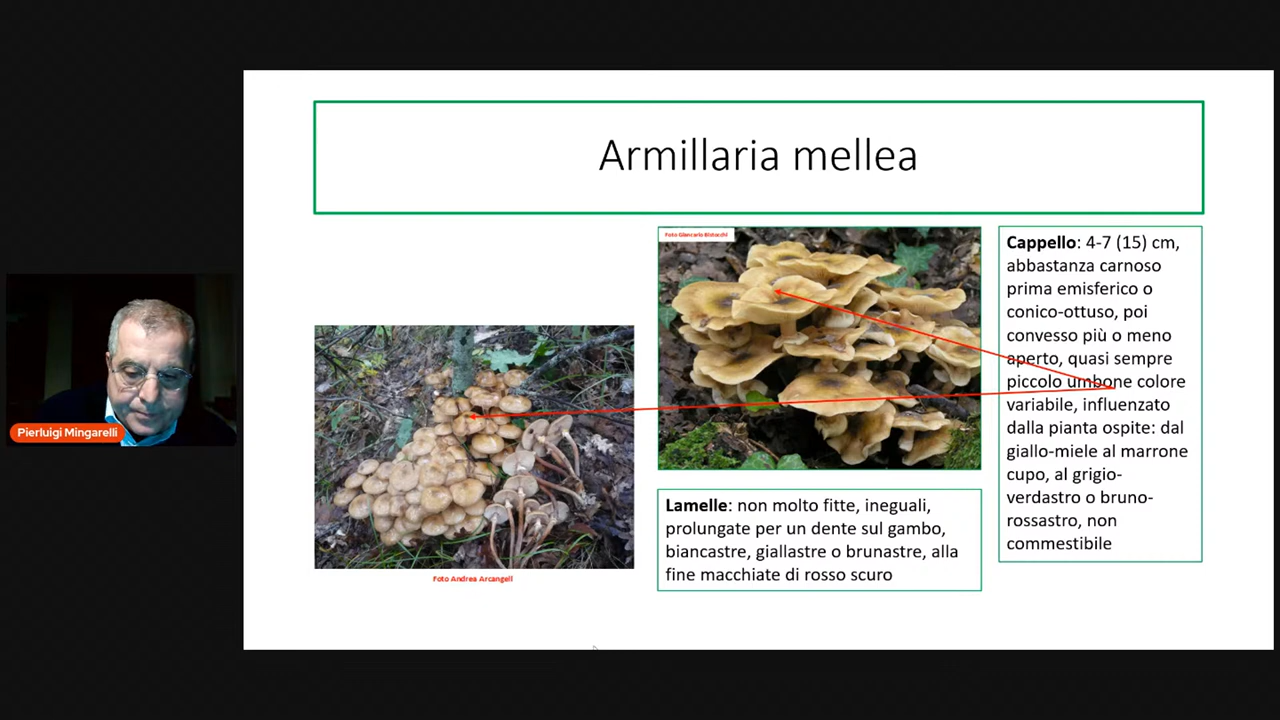 Armillaria mellea
Foto Giancarlo Bistocchi
Cappello: 4-7 (15) cm,
abbastanza carnoso
prima emisferico o
conico-ottuso, poi
convesso più o meno
aperto, quasi sempre
piccolo umbone colore
variabile, influenzato
dalla pianta ospite: dal
giallo-miele al marrone
cupo, al grigio-
verdastro o bruno-
rossastro, non
commestibile
Pierluigi Mingarelli
Lamelle: non molto fitte, ineguali,
prolungate per un dente sul gambo,
biancastre, giallastre o brunastre, alla
fine macchiate di rosso scuro
Foto Andrea Arcangeli